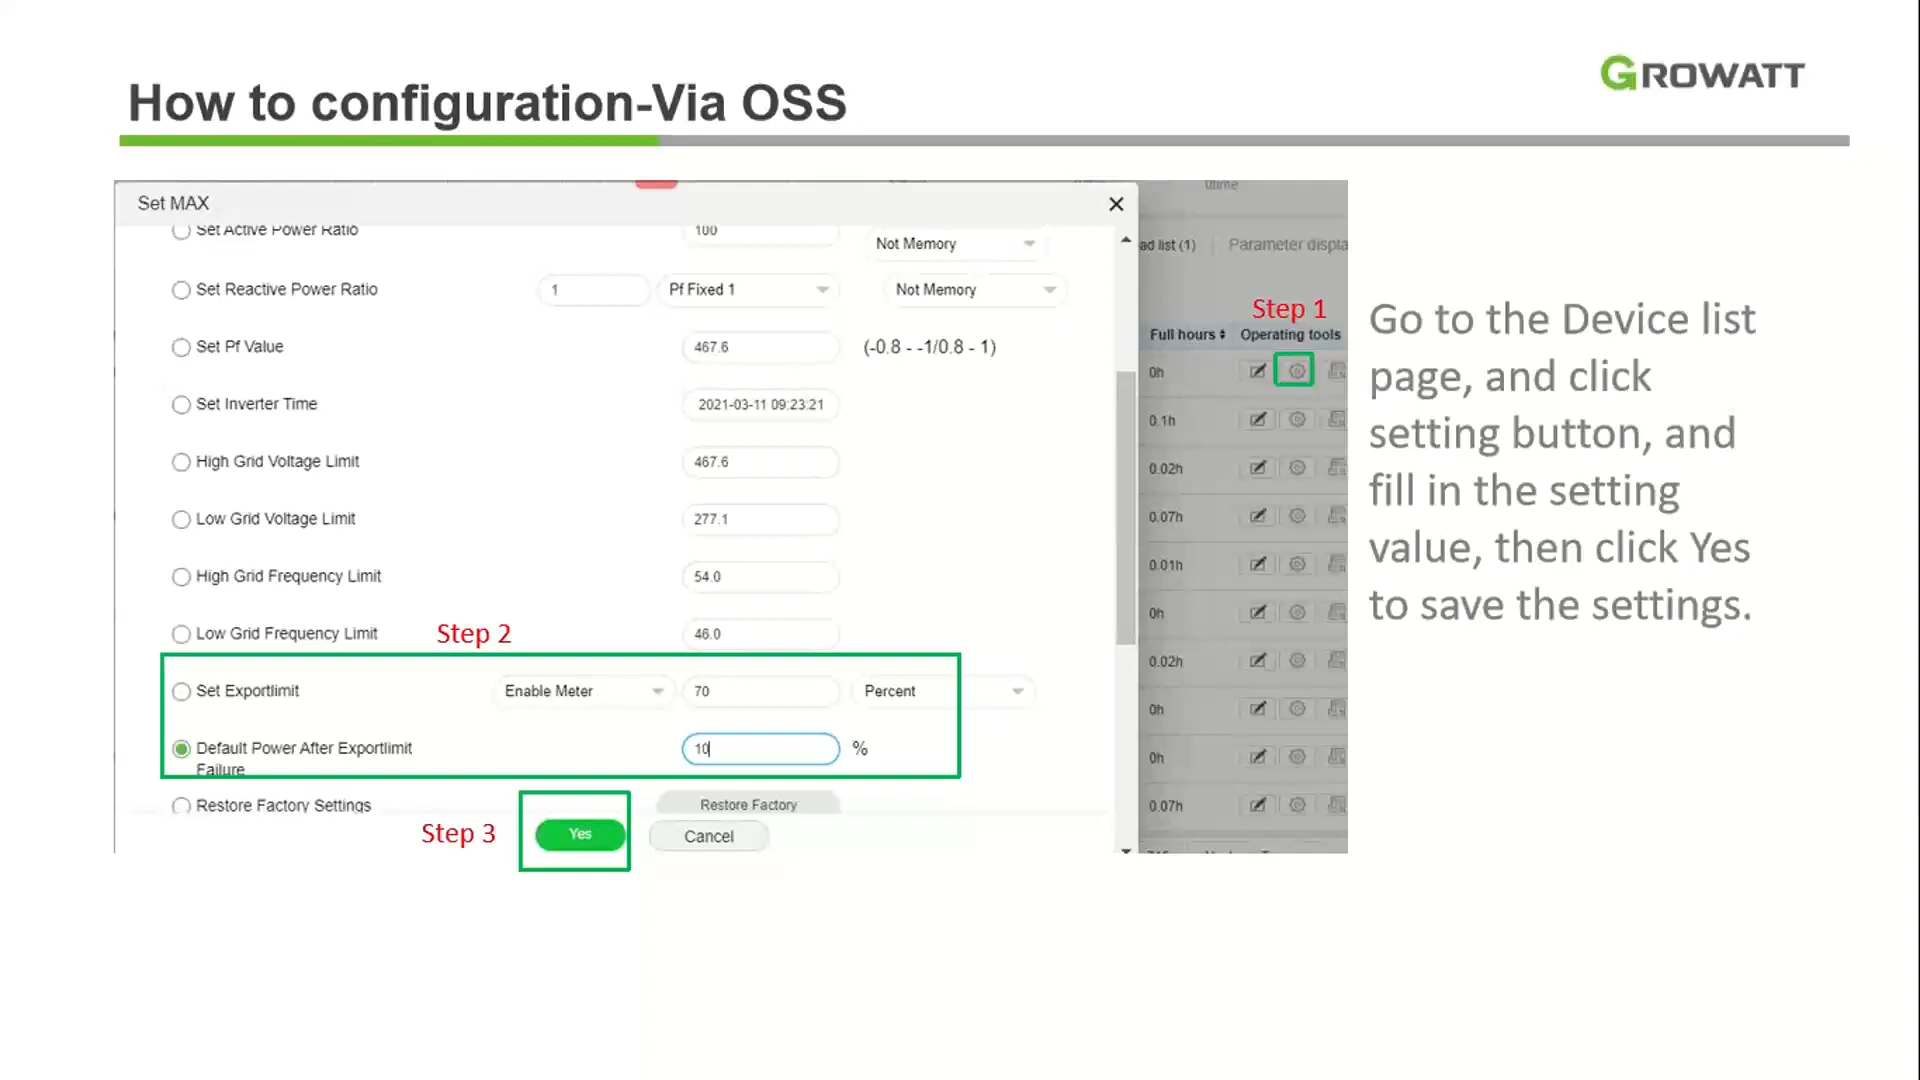 GROWATT
How to configuration-Via OSS
Set MAX
Set Active Power Ratio 100 Not Memory
Set Reactive Power Ratio 1 Pf Fixed 1 Not Memory
Set Pf Value 467.6 (-0.8 - -1/0.8 - 1)
Set Inverter Time 2021-03-11 09:23:21
High Grid Voltage Limit 467.6
Low Grid Voltage Limit 277.1
High Grid Frequency Limit 54.0
Low Grid Frequency Limit 46.0
Step 2
Set Exportlimit Enable Meter 70 Percent
Default Power After Exportlimit 10 %
Failure
Restore Factory Settings Restore Factory
Step 3 Yes Cancel
ad list (1) Parameter displa
Step 1
Full hours Operating tools
0h
0.1h
0.02h
0.07h
0.01h
0h
0.02h
0h
0h
0.07h
Go to the Device list
page, and click
setting button, and
fill in the setting
value, then click Yes
to save the settings.